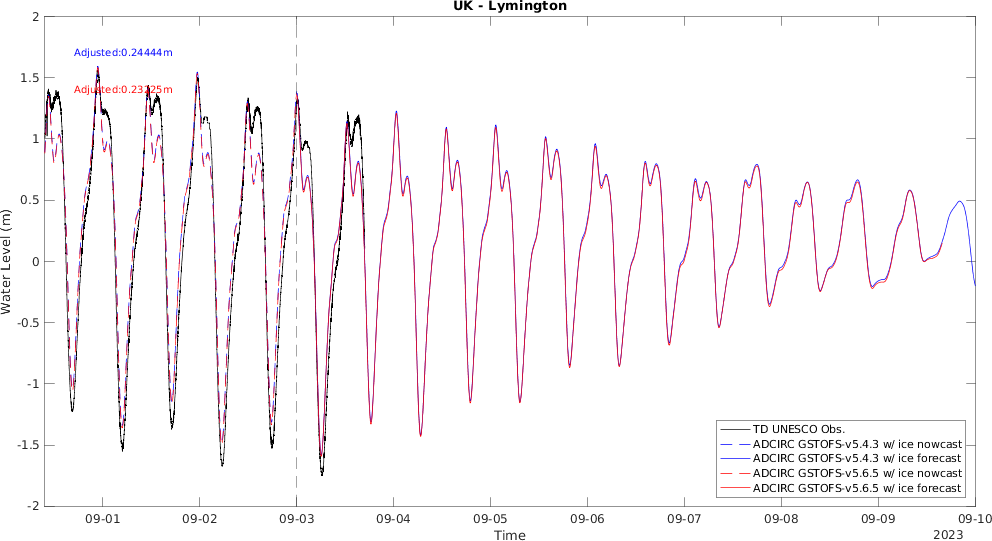 UK - Lymington
Adjusted:0.24444m
Adjusted:0.23225m
Water Level (m)
2
1.5
1
0.5
0
-0.5
-1
-1.5
-2
TD UNESCO Obs.
ADCIRC GSTOFS-v5.4.3 w/ ice nowcast
ADCIRC GSTOFS-v5.4.3 w/ ice forecast
ADCIRC GSTOFS-v5.6.5 w/ ice nowcast
ADCIRC GSTOFS-v5.6.5 w/ ice forecast
09-01 09-02 09-03 09-04 09-05 09-06 09-07 09-08 09-09 09-10
Time
2023